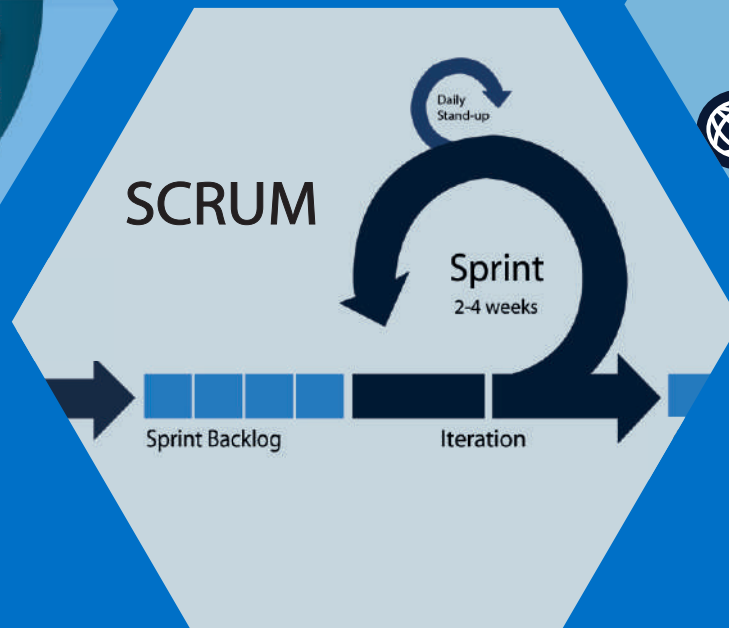 Daily
Stand-up
SCRUM
Sprint
2-4 weeks
Sprint Backlog
Iteration